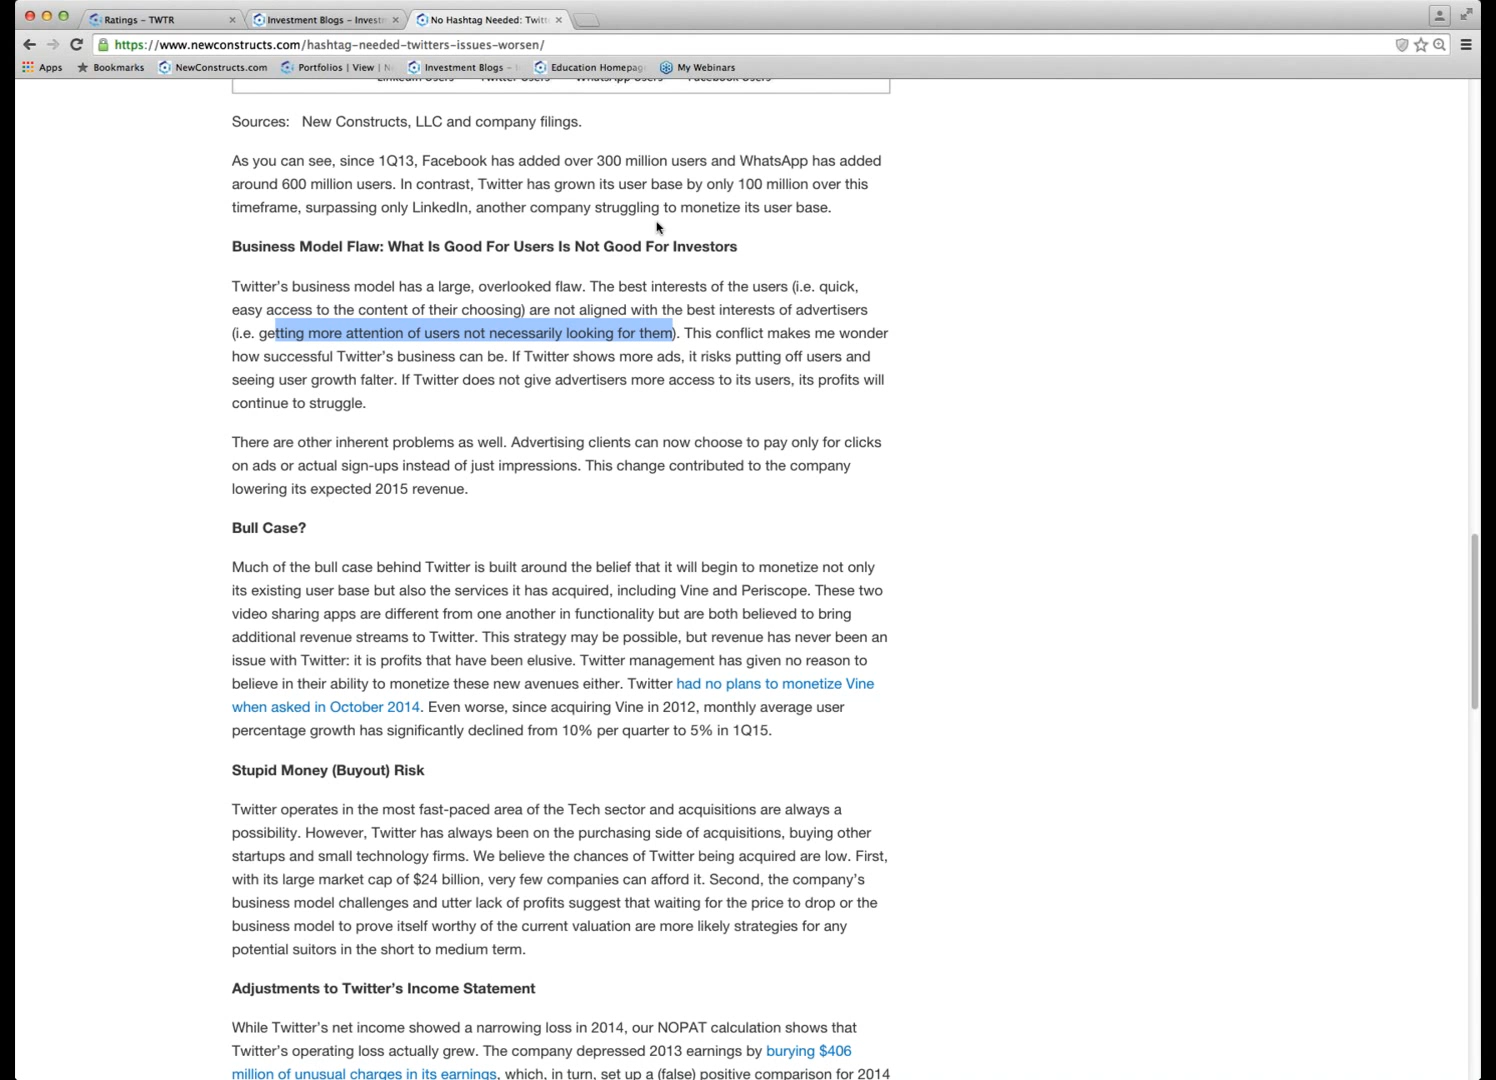 Ratings – TWTR
Investment Blogs – Invest
No Hashtag Needed: Twitt
https://www.newconstructs.com/hashtag-needed-twitters-issues-worsen/
Apps
Bookmarks
NewConstructs.com
Portfolios | View | N
Investment Blogs –
Education Homepag
My Webinars
LinkedIn Users Twitter Users WhatsApp Users Facebook Users
Sources: New Constructs, LLC and company filings.
As you can see, since 1Q13, Facebook has added over 300 million users and WhatsApp has added
around 600 million users. In contrast, Twitter has grown its user base by only 100 million over this
timeframe, surpassing only LinkedIn, another company struggling to monetize its user base.
Business Model Flaw: What Is Good For Users Is Not Good For Investors
Twitter's business model has a large, overlooked flaw. The best interests of the users (i.e. quick,
easy access to the content of their choosing) are not aligned with the best interests of advertisers
(i.e. getting more attention of users not necessarily looking for them). This conflict makes me wonder
how successful Twitter's business can be. If Twitter shows more ads, it risks putting off users and
seeing user growth falter. If Twitter does not give advertisers more access to its users, its profits will
continue to struggle.
There are other inherent problems as well. Advertising clients can now choose to pay only for clicks
on ads or actual sign-ups instead of just impressions. This change contributed to the company
lowering its expected 2015 revenue.
Bull Case?
Much of the bull case behind Twitter is built around the belief that it will begin to monetize not only
its existing user base but also the services it has acquired, including Vine and Periscope. These two
video sharing apps are different from one another in functionality but are both believed to bring
additional revenue streams to Twitter. This strategy may be possible, but revenue has never been an
issue with Twitter: it is profits that have been elusive. Twitter management has given no reason to
believe in their ability to monetize these new avenues either. Twitter had no plans to monetize Vine
when asked in October 2014. Even worse, since acquiring Vine in 2012, monthly average user
percentage growth has significantly declined from 10% per quarter to 5% in 1Q15.
Stupid Money (Buyout) Risk
Twitter operates in the most fast-paced area of the Tech sector and acquisitions are always a
possibility. However, Twitter has always been on the purchasing side of acquisitions, buying other
startups and small technology firms. We believe the chances of Twitter being acquired are low. First,
with its large market cap of $24 billion, very few companies can afford it. Second, the company's
business model challenges and utter lack of profits suggest that waiting for the price to drop or the
business model to prove itself worthy of the current valuation are more likely strategies for any
potential suitors in the short to medium term.
Adjustments to Twitter's Income Statement
While Twitter's net income showed a narrowing loss in 2014, our NOPAT calculation shows that
Twitter's operating loss actually grew. The company depressed 2013 earnings by burying $406
million of unusual charges in its earnings, which, in turn, set up a (false) positive comparison for 2014